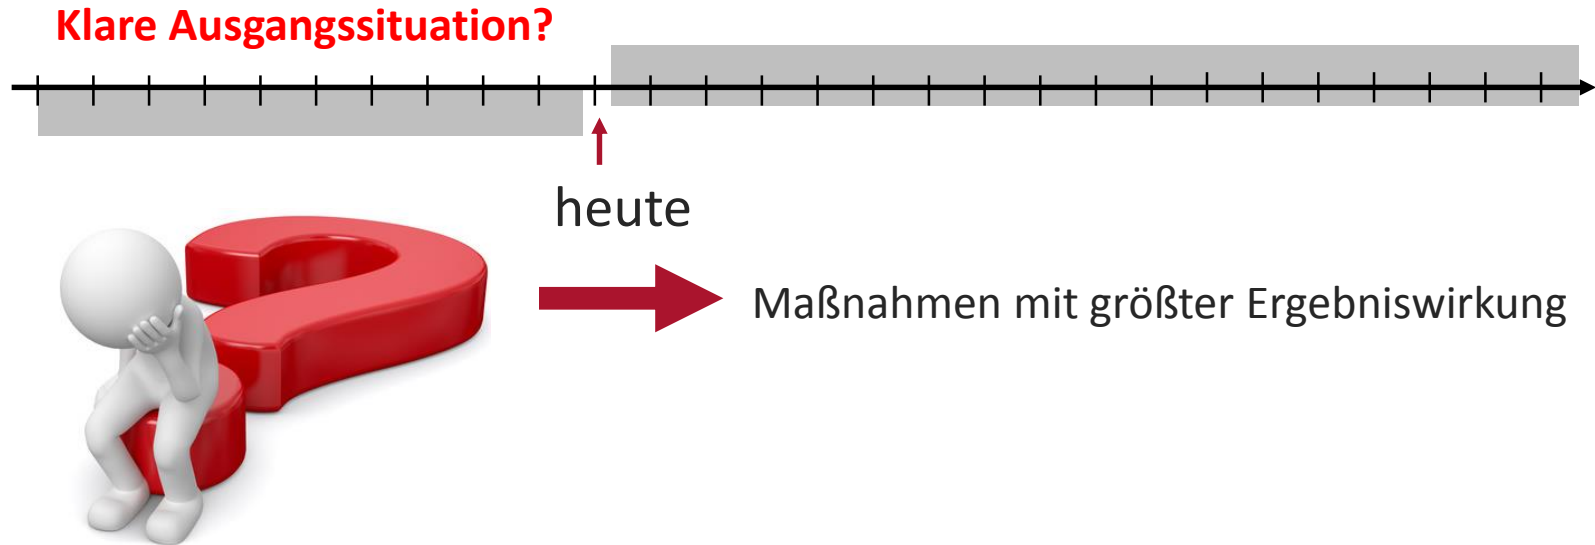 Klare Ausgangssituation?
heute
Maßnahmen mit größter Ergebniswirkung